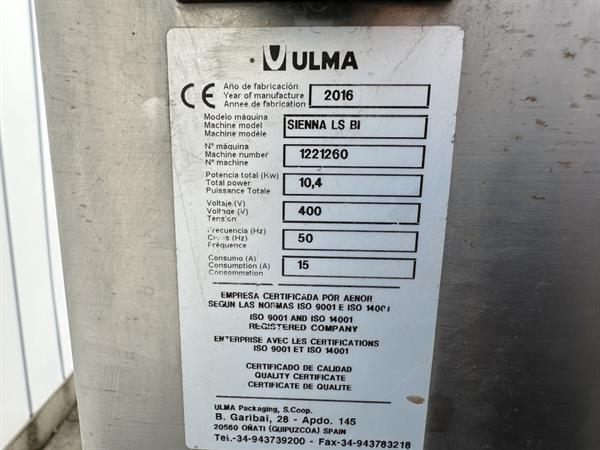 ULMA
CE
Año de fabricación
Year of manufacture
Annee de fabrication
2016
Modelo máquina
Machine model
Machine modéle
SIENNA LS BI
Nº máquina
Machine number
N° machine
1221260
Potencia total (Kw)
Total power
Puissance Totale
10,4
Voltaje (V)
Voltage (V)
Tension
400
Frecuencia (Hz)
(Hz)
Fréquence
50
Consumo (A)
Consumption (A)
Consommation
15
EMPRESA CERTIFICADA POR AENOR
SEGUN LAS NORMAS ISO 9001 E ISO 14001
ISO 9001 AND ISO 14001
REGISTERED COMPANY
ENTERPRISE AVEC LES CERTIFICATIONS
ISO 9001 ET ISO 14001
CERTIFICADO DE CALIDAD
QUALITY CERTIFICATE
CERTIFICATE DE QUALITE
ULMA Packaging, S.Coop.
B. Garibai, 28 - Apdo. 145
20560 OÑATI (GUIPUZCOA) SPAIN
Tel.-34-943739200 - Fax-34-943783218